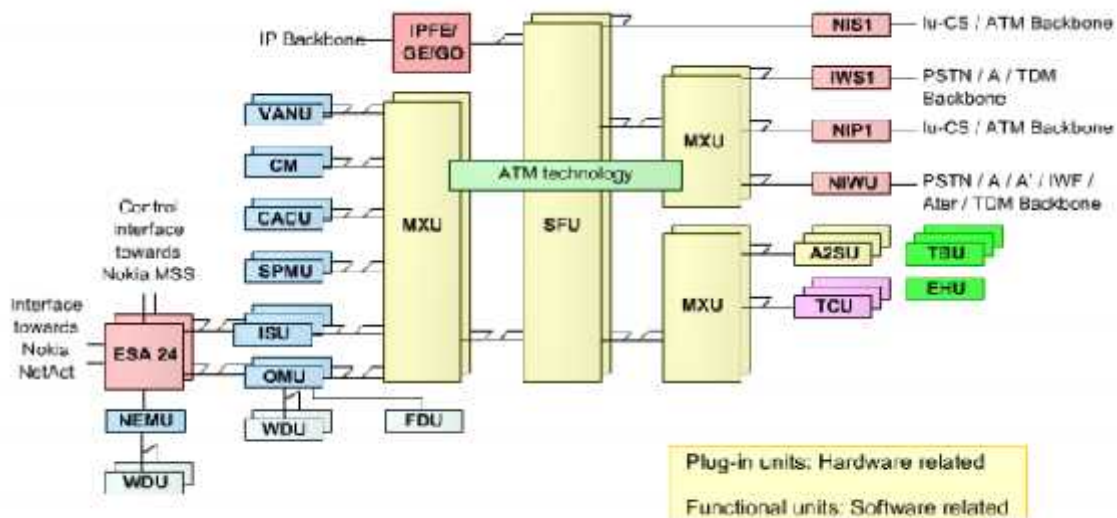 IP Backbone
IPFE/
GE/GO
NIS1
Iu-CS / ATM Backbone
IWS1
PSTN / A / TDM
Backbone
VANU
MXU
NIP1
Iu-CS / ATM Backbone
CM
ATM technology
NIWU
PSTN / A / A' / IWF /
Ater / TDM Backbone
Control
interface
towards
Nokia MSS
CACU
MXU
SFU
SPMU
A2SU
TBU
MXU
EHU
TCU
Interface
towards
Nokia
NetAct
ISU
ESA 24
OMU
NEMU
WDU
FDU
WDU
Plug-in units: Hardware related
Functional units: Software related